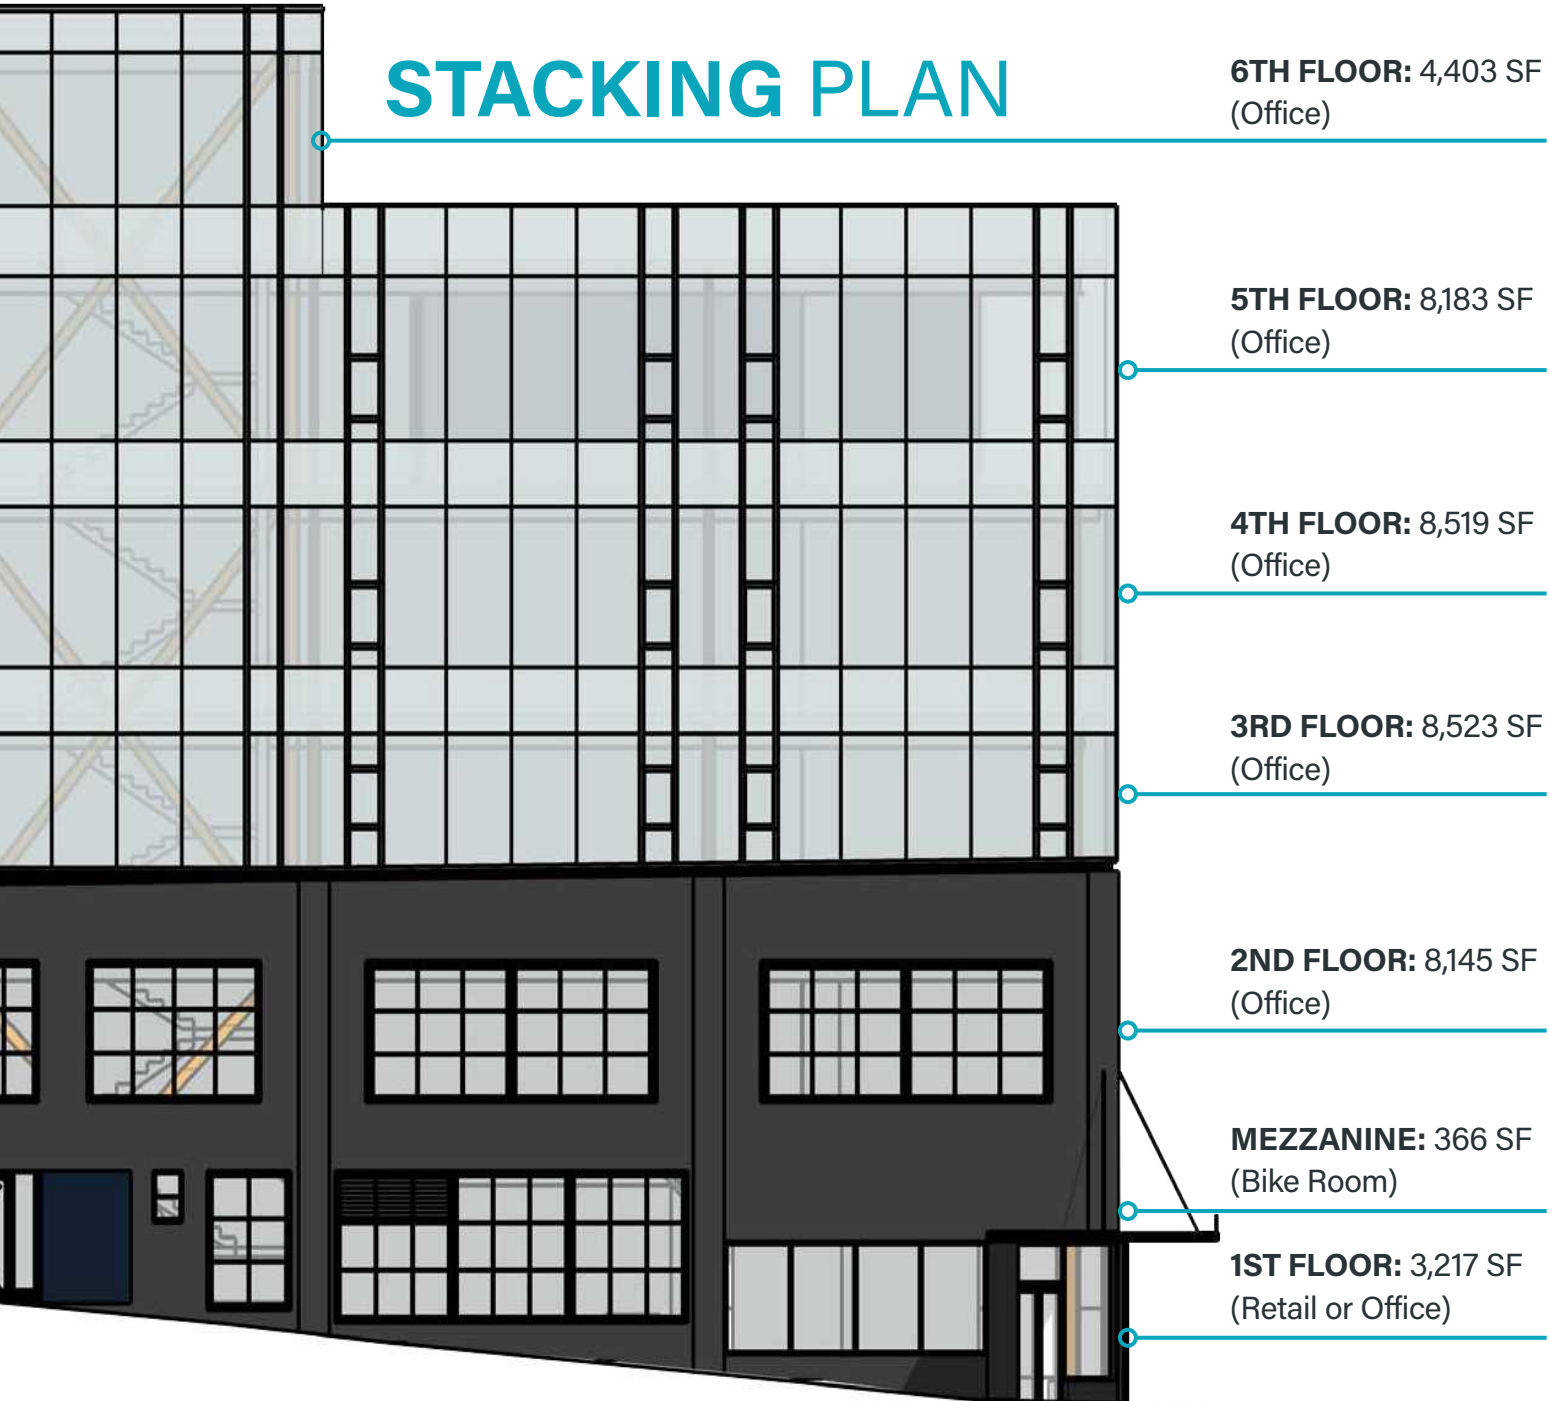 STACKING PLAN
6TH FLOOR: 4,403 SF
(Office)
5TH FLOOR: 8,183 SF
(Office)
4TH FLOOR: 8,519 SF
(Office)
3RD FLOOR: 8,523 SF
(Office)
2ND FLOOR: 8,145 SF
(Office)
MEZZANINE: 366 SF
(Bike Room)
1ST FLOOR: 3,217 SF
(Retail or Office)